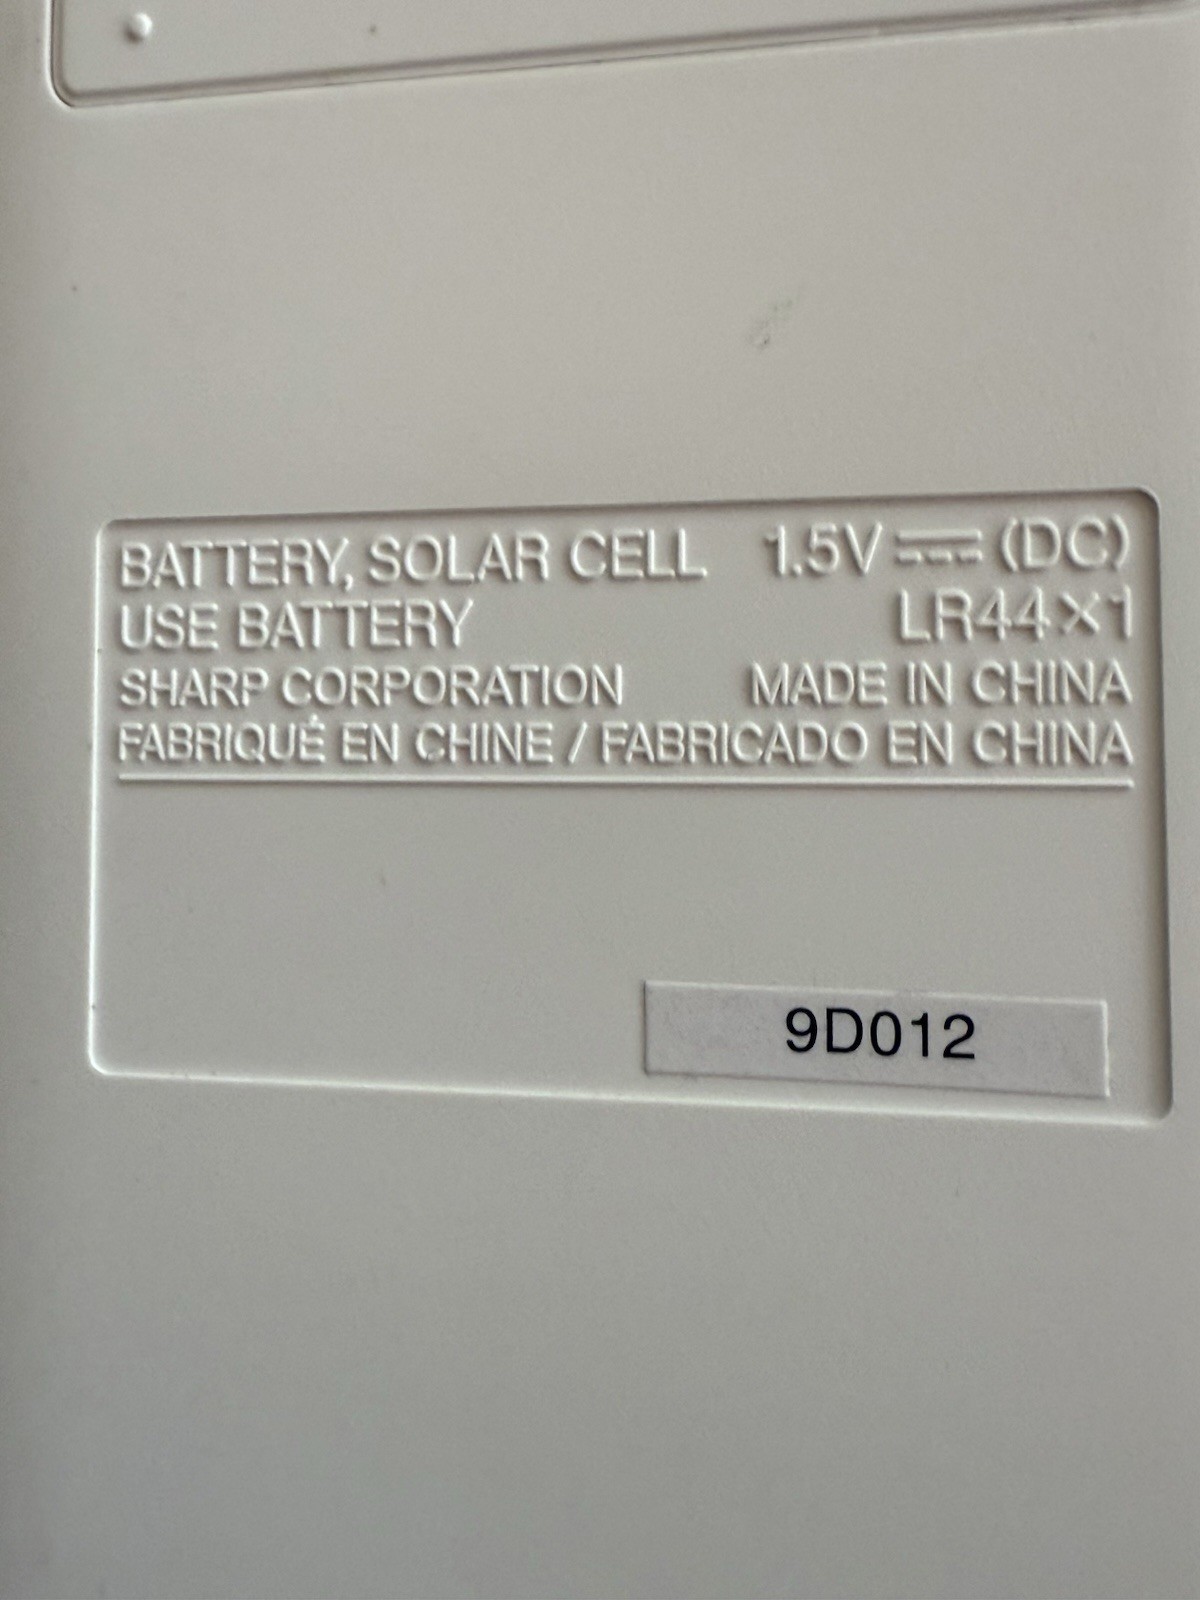 BATTERY, SOLAR CELL 1.5V ⎓ (DC)
USE BATTERY LR44×1
SHARP CORPORATION MADE IN CHINA
FABRIQUÉ EN CHINE / FABRICADO EN CHINA
9D012